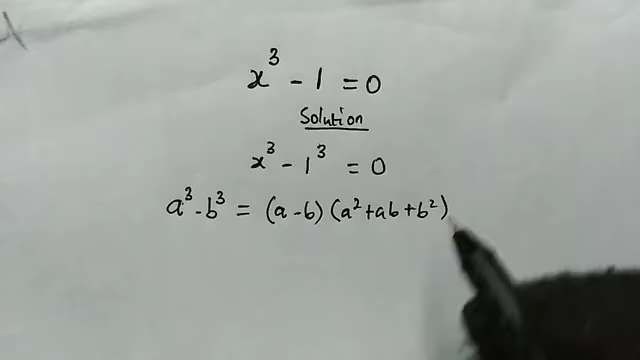 x³ - 1 = 0
Solution
x³ - 1³ = 0
a³ - b³ = (a - b) (a² + ab + b²)